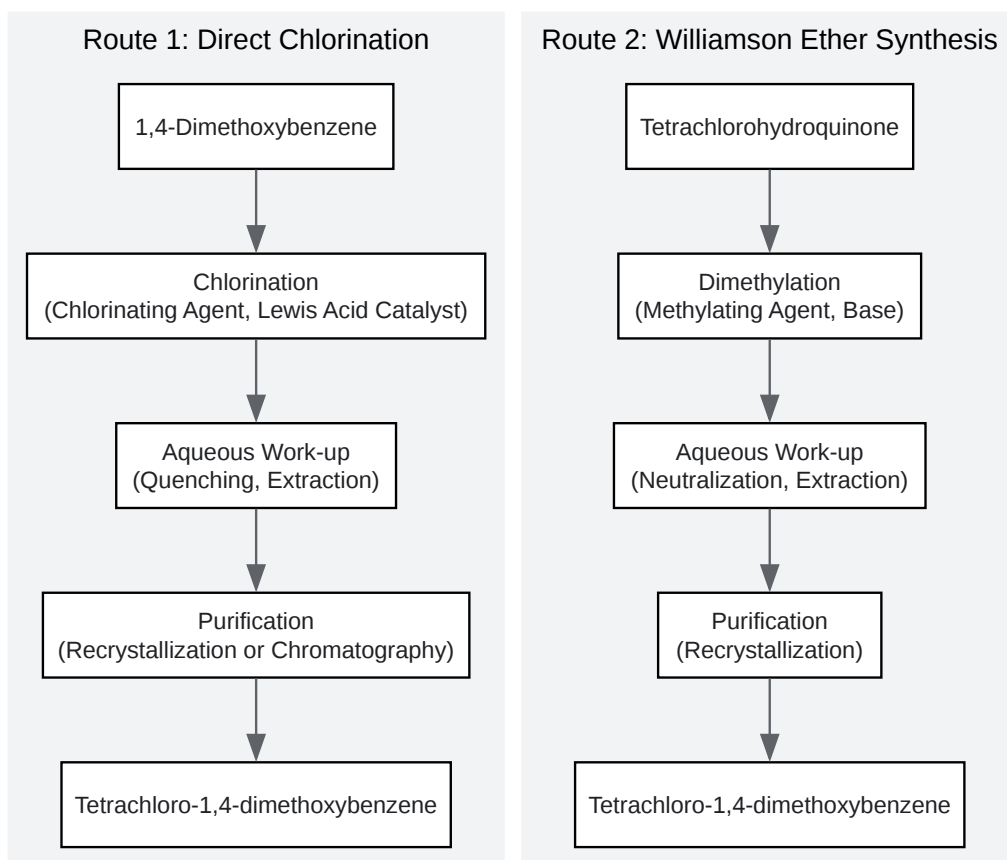 Route 1: Direct Chlorination
1,4-Dimethoxybenzene
Chlorination
(Chlorinating Agent, Lewis Acid Catalyst)
Aqueous Work-up
(Quenching, Extraction)
Purification
(Recrystallization or Chromatography)
Tetrachloro-1,4-dimethoxybenzene
Route 2: Williamson Ether Synthesis
Tetrachlorohydroquinone
Dimethylation
(Methylating Agent, Base)
Aqueous Work-up
(Neutralization, Extraction)
Purification
(Recrystallization)
Tetrachloro-1,4-dimethoxybenzene